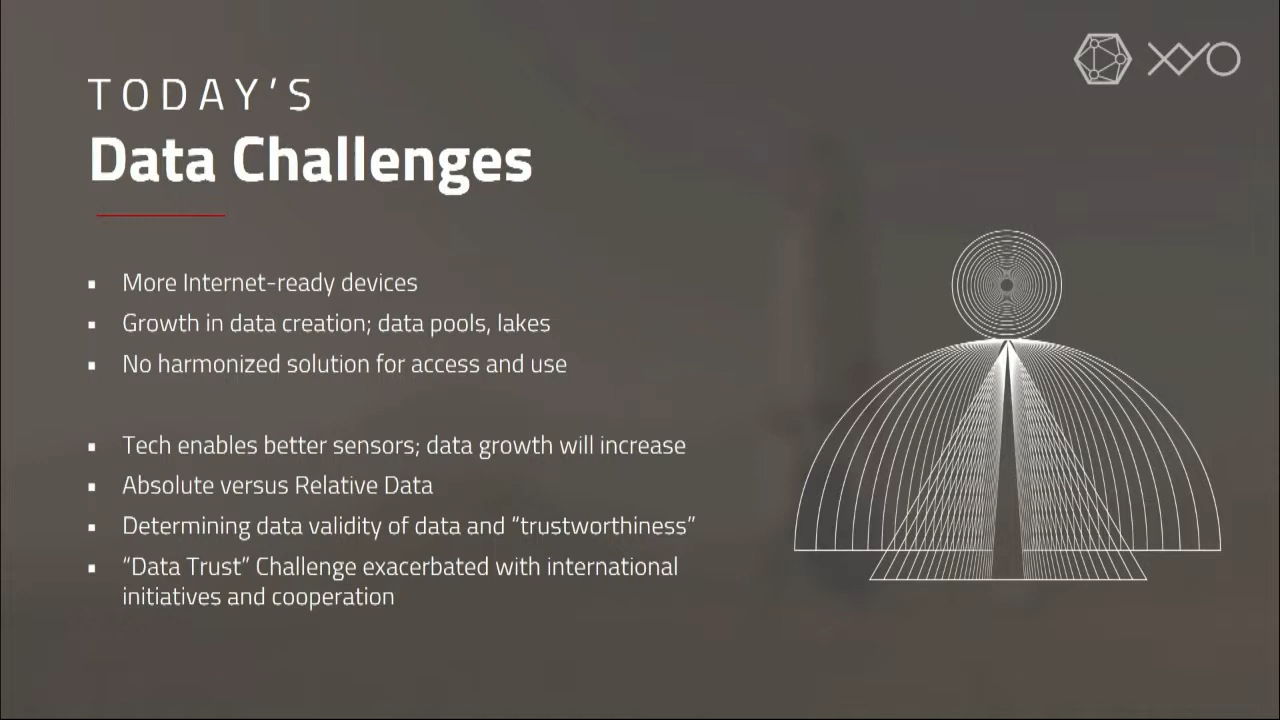 XYO
TODAY'S
Data Challenges
▪ More Internet-ready devices
▪ Growth in data creation; data pools, lakes
▪ No harmonized solution for access and use
▪ Tech enables better sensors; data growth will increase
▪ Absolute versus Relative Data
▪ Determining data validity of data and “trustworthiness”
▪ “Data Trust” Challenge exacerbated with international
initiatives and cooperation